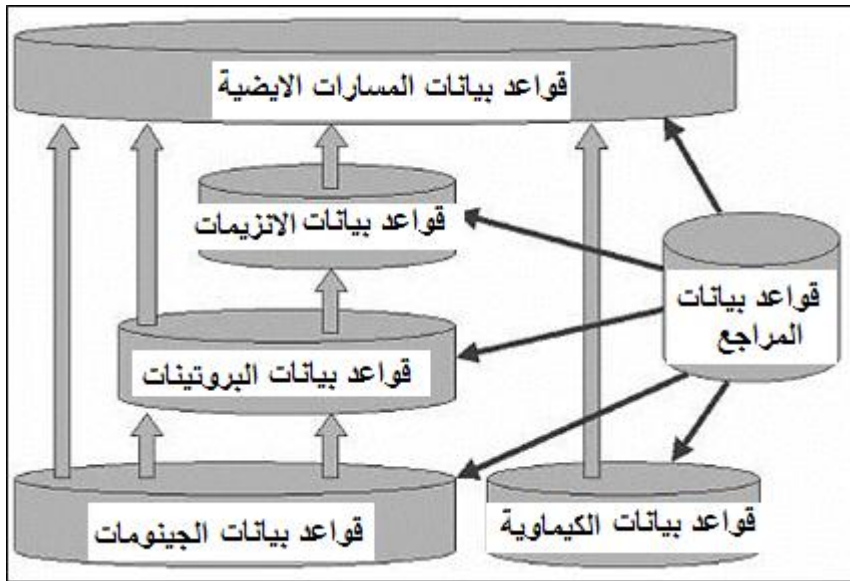 قواعد بيانات المسارات الايضية
قواعد بيانات الانزيمات
قواعد بيانات
المراجع
قواعد بيانات البروتينات
قواعد بيانات الجينومات
قواعد بيانات الكيماوية